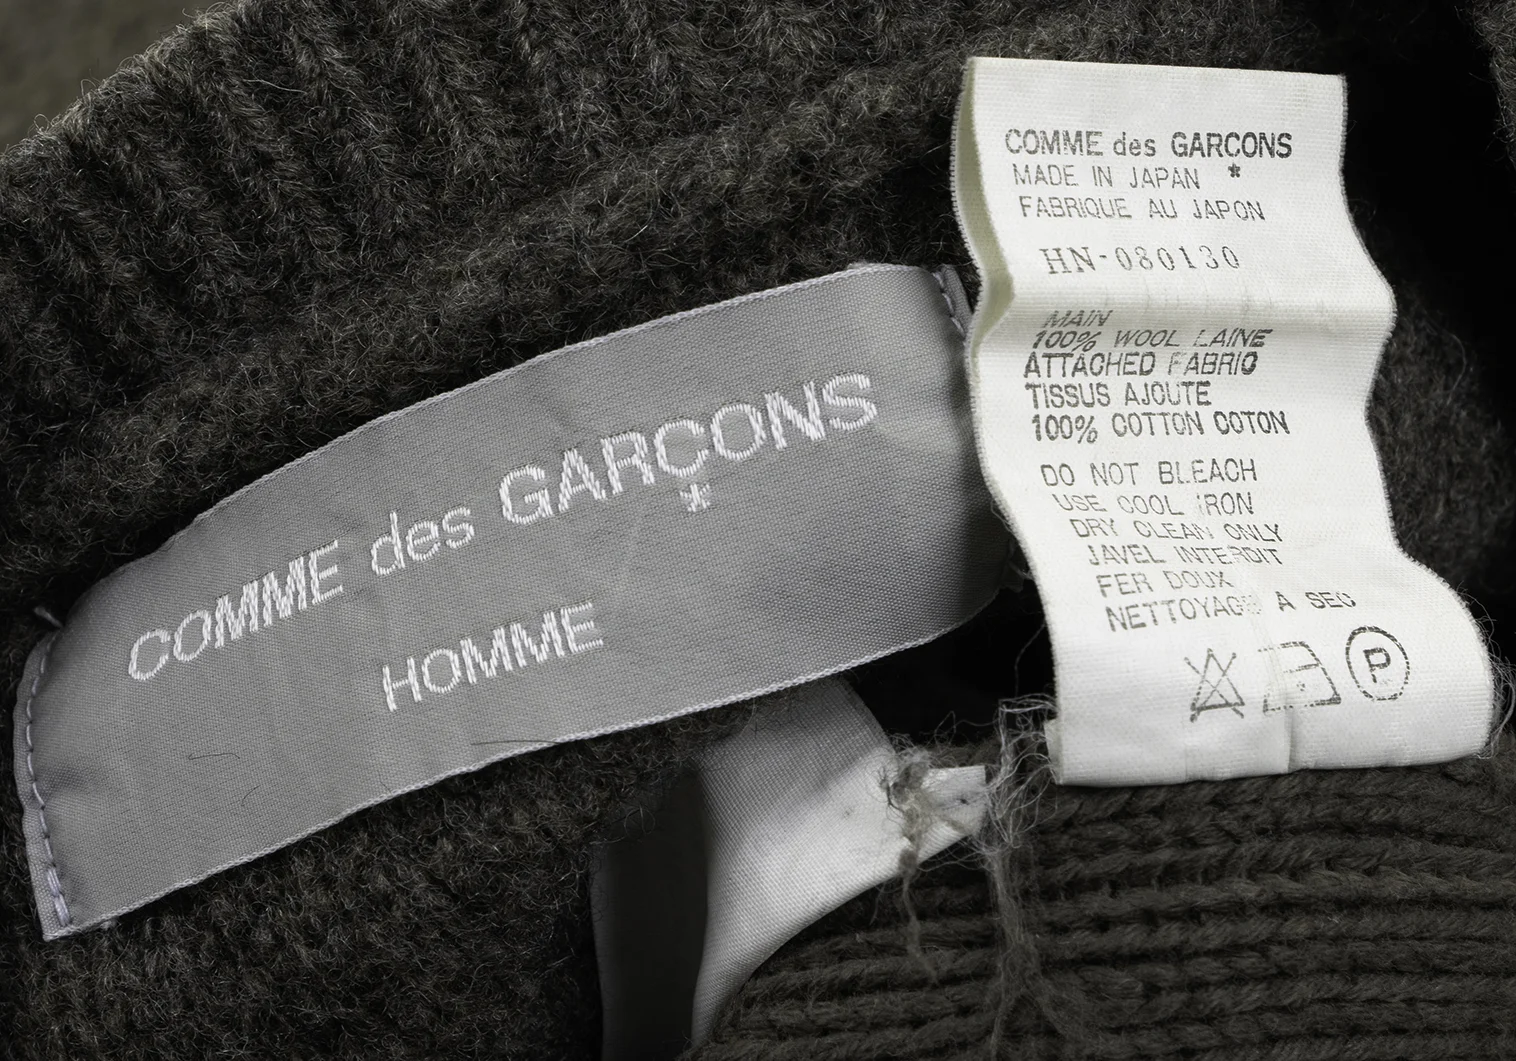 COMME des GARÇONS
*
HOMME
COMME des GARCONS
MADE IN JAPAN *
FABRIQUE AU JAPON
HN-080130
MAIN
100% WOOL LAINE
ATTACHED FABRIC
TISSUS AJOUTE
100% COTTON COTON
DO NOT BLEACH
USE COOL IRON
DRY CLEAN ONLY
JAVEL INTERDIT
FER DOUX
NETTOYAGE A SEC
P